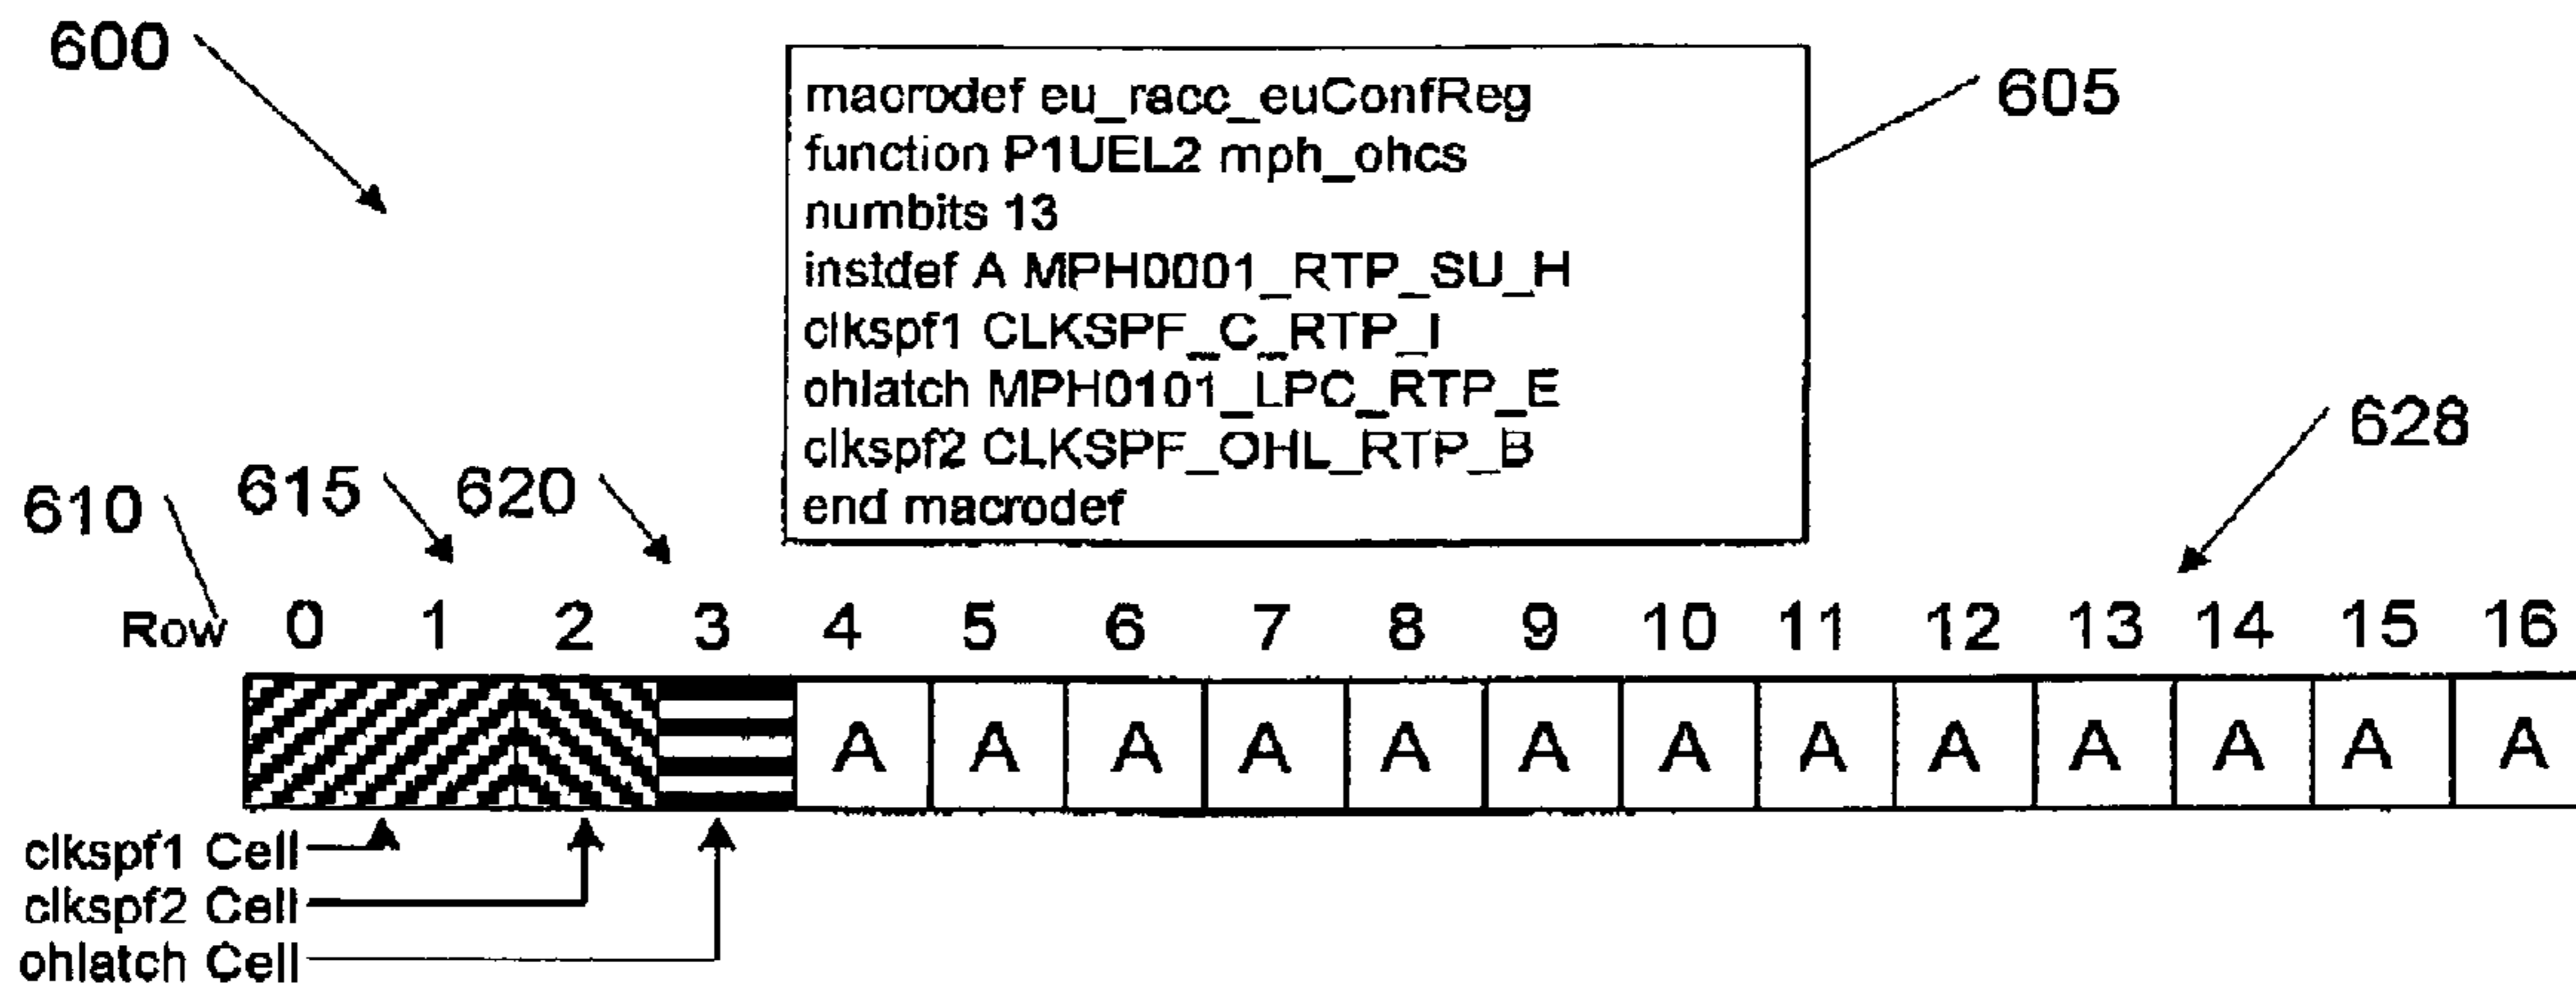 600
macrodef eu_racc_euConfReg
function P1UEL2 mph_ohcs
numbits 13
instdef A MPH0001_RTP_SU_H
clkspf1 CLKSPF_C_RTP_I
ohlatch MPH0101_LPC_RTP_E
clkspf2 CLKSPF_OHL_RTP_B
end macrodef
605
628
610
615
620
Row 0 1 2 3 4 5 6 7 8 9 10 11 12 13 14 15 16
A A A A A A A A A A A A A
clkspf1 Cell
clkspf2 Cell
ohlatch Cell